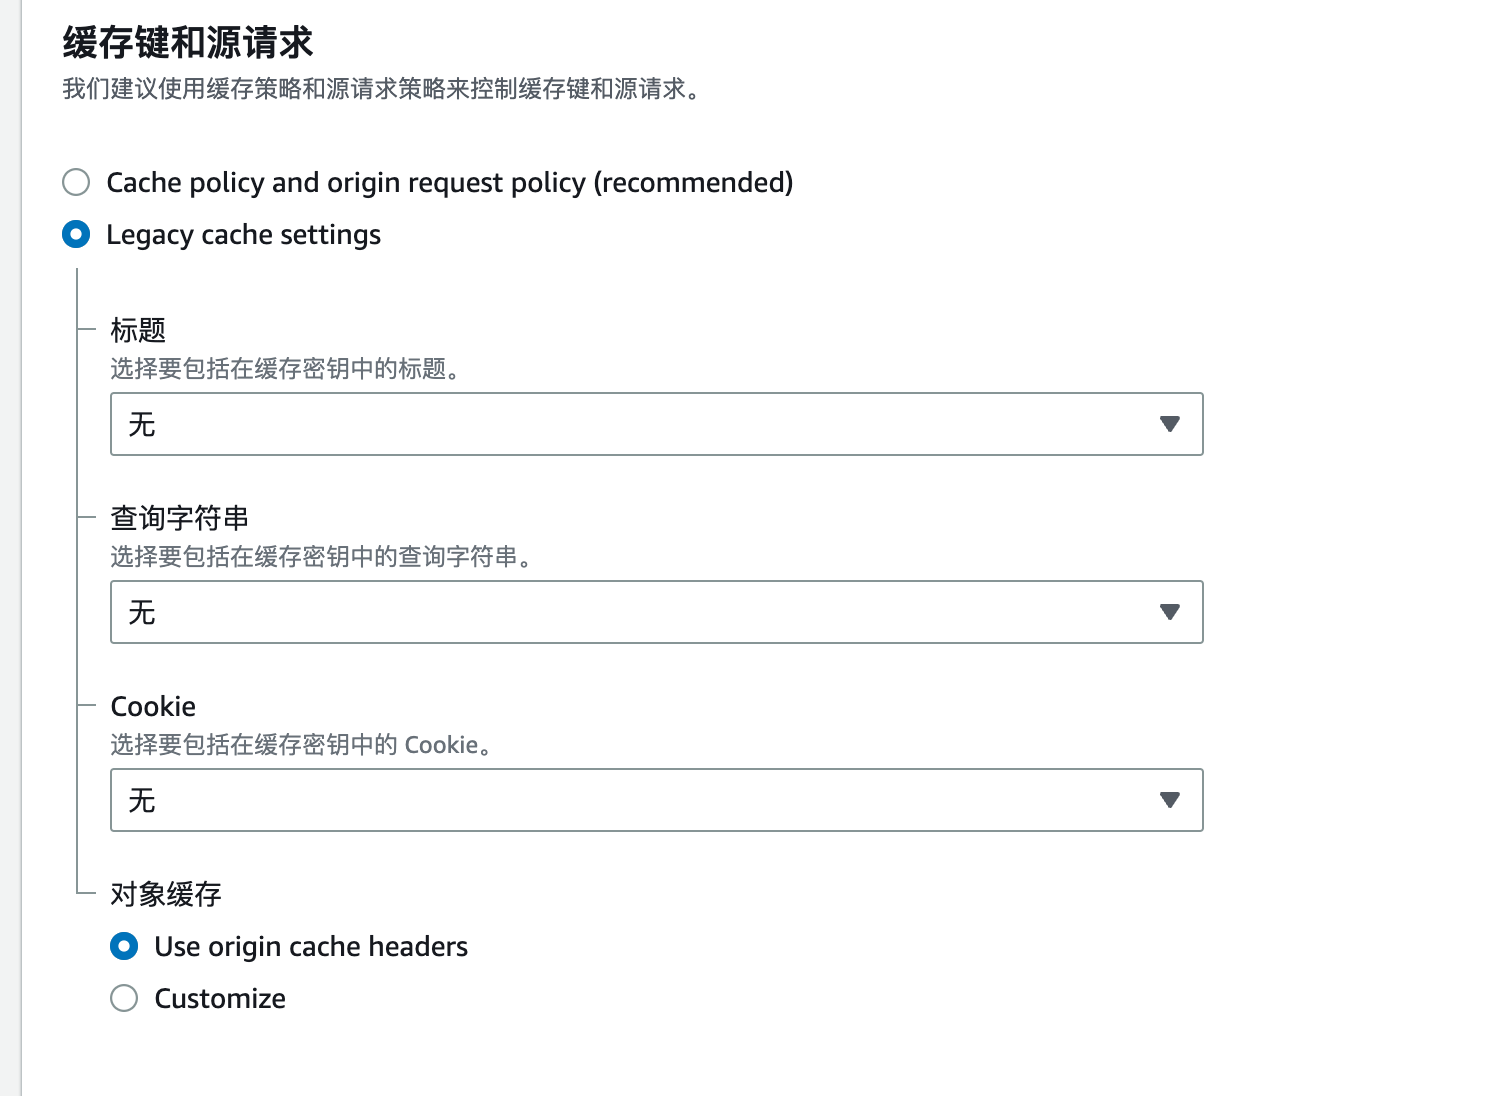 缓存键和源请求
我们建议使用缓存策略和源请求策略来控制缓存键和源请求。
Cache policy and origin request policy (recommended)
Legacy cache settings
标题
选择要包括在缓存密钥中的标题。
无
查询字符串
选择要包括在缓存密钥中的查询字符串。
无
Cookie
选择要包括在缓存密钥中的 Cookie。
无
对象缓存
Use origin cache headers
Customize